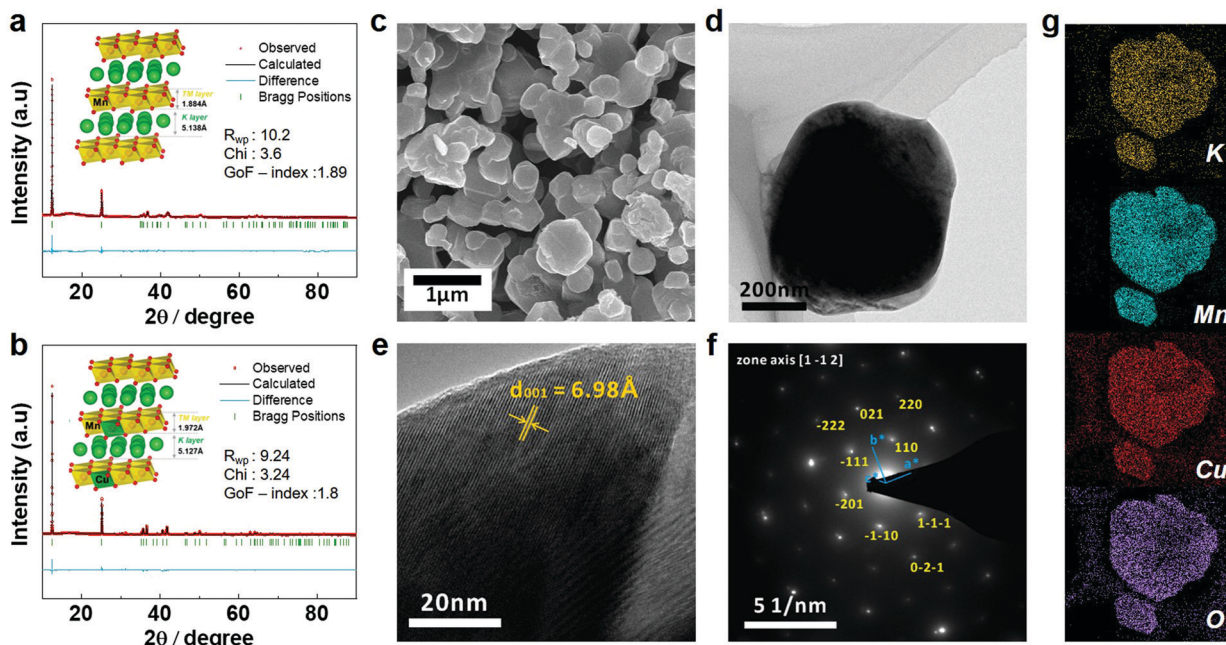 a
Intensity (a.u)
Observed
Calculated
Difference
Bragg Positions
Mn
TM layer
1.884A
K layer
5.138A
Rwp : 10.2
Chi : 3.6
GoF – index :1.89
20 40 60 80
2θ / degree
b
Intensity (a.u)
Observed
Calculated
Difference
Bragg Positions
Mn
TM layer
1.972A
K layer
5.127A
Cu
Rwp : 9.24
Chi : 3.24
GoF – index :1.8
20 40 60 80
2θ / degree
c
1μm
d
200nm
e
d001 = 6.98Å
20nm
f
zone axis [1 -1 2]
220
021
-222
b*
110
-111
a*
-201
1-1-1
-1-10
0-2-1
5 1/nm
g
K
Mn
Cu
O